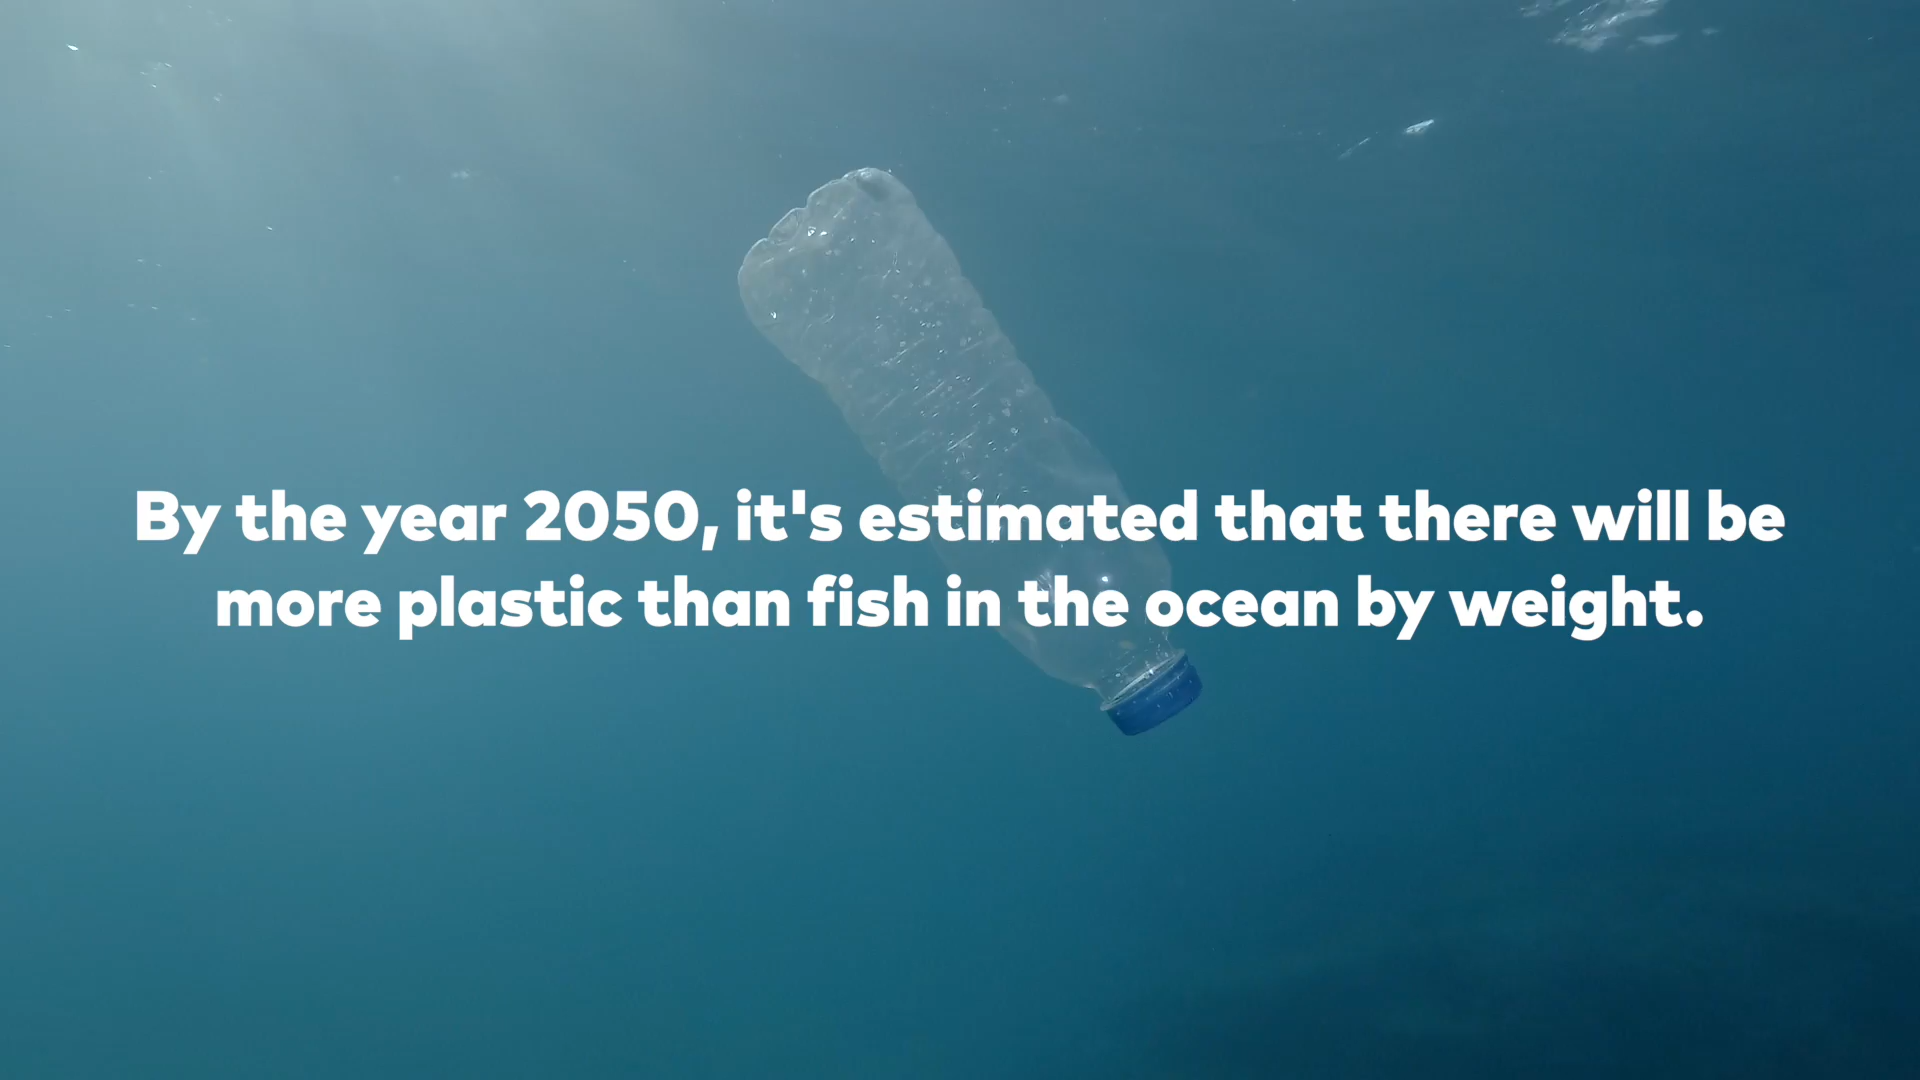 By the year 2050, it's estimated that there will be
more plastic than fish in the ocean by weight.